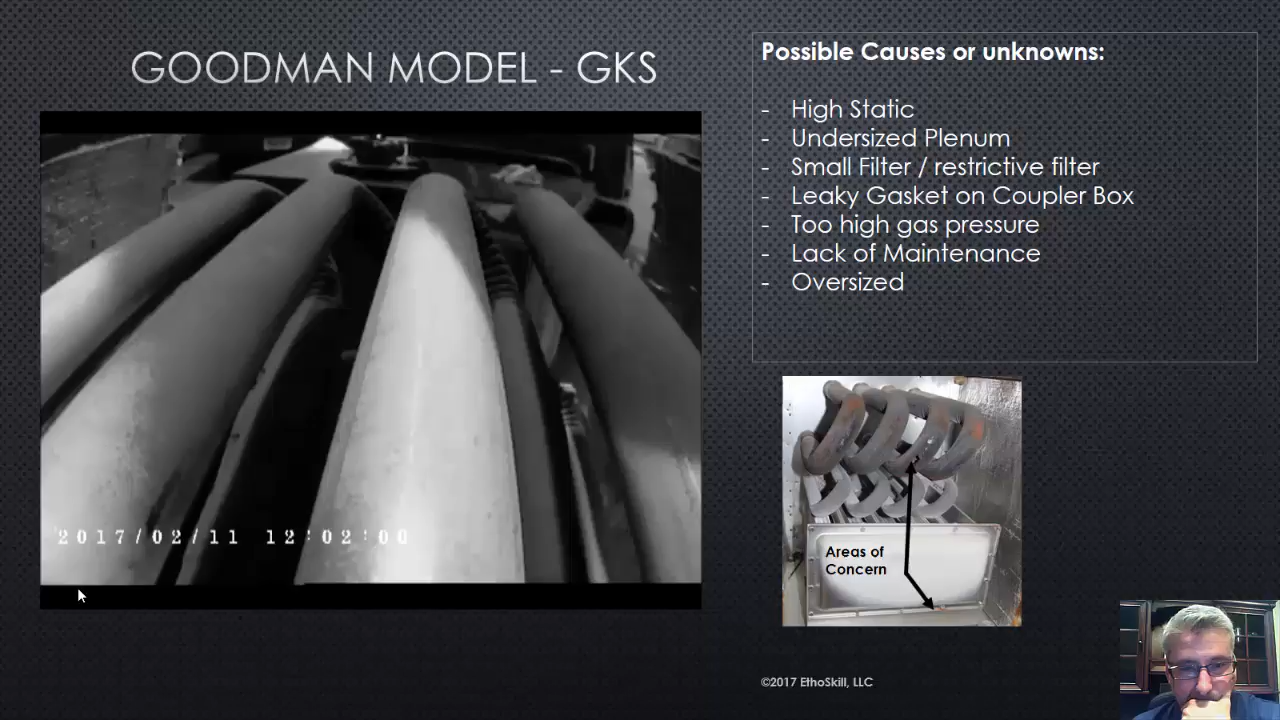 GOODMAN MODEL - GKS
Possible Causes or unknowns:
- High Static
- Undersized Plenum
- Small Filter / restrictive filter
- Leaky Gasket on Coupler Box
- Too high gas pressure
- Lack of Maintenance
- Oversized
2017/02/11 12:02:00
Areas of
Concern
©2017 EthoSkill, LLC